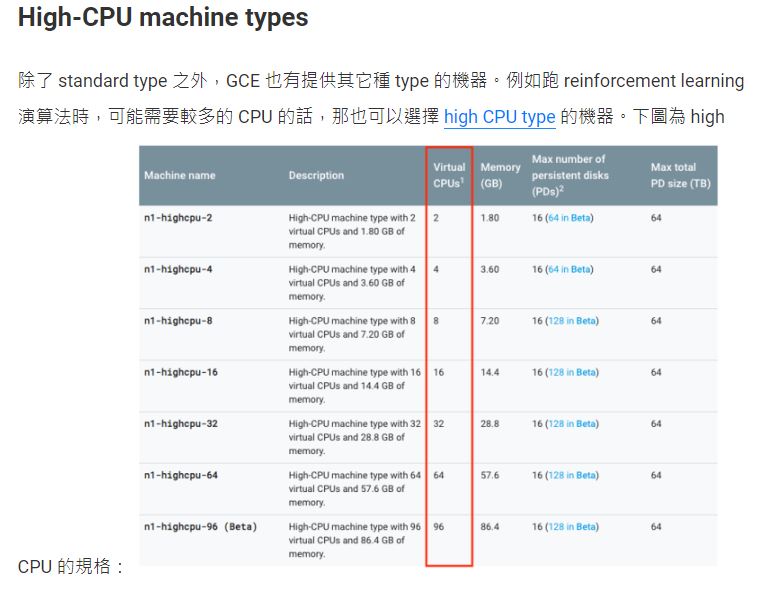 High-CPU machine types
除了 standard type 之外，GCE 也有提供其它種 type 的機器。例如跑 reinforcement learning
演算法時，可能需要較多的 CPU 的話，那也可以選擇 high CPU type 的機器。下圖為 high
Machine name Description Virtual CPUs¹ Memory (GB) Max number of persistent disks (PDs)² Max total PD size (TB)
n1-highcpu-2 High-CPU machine type with 2 virtual CPUs and 1.80 GB of memory. 2 1.80 16 (64 in Beta) 64
n1-highcpu-4 High-CPU machine type with 4 virtual CPUs and 3.60 GB of memory. 4 3.60 16 (64 in Beta) 64
n1-highcpu-8 High-CPU machine type with 8 virtual CPUs and 7.20 GB of memory. 8 7.20 16 (128 in Beta) 64
n1-highcpu-16 High-CPU machine type with 16 virtual CPUs and 14.4 GB of memory. 16 14.4 16 (128 in Beta) 64
n1-highcpu-32 High-CPU machine type with 32 virtual CPUs and 28.8 GB of memory. 32 28.8 16 (128 in Beta) 64
n1-highcpu-64 High-CPU machine type with 64 virtual CPUs and 57.6 GB of memory. 64 57.6 16 (128 in Beta) 64
n1-highcpu-96 (Beta) High-CPU machine type with 96 virtual CPUs and 86.4 GB of memory. 96 86.4 16 (128 in Beta) 64
CPU 的規格：